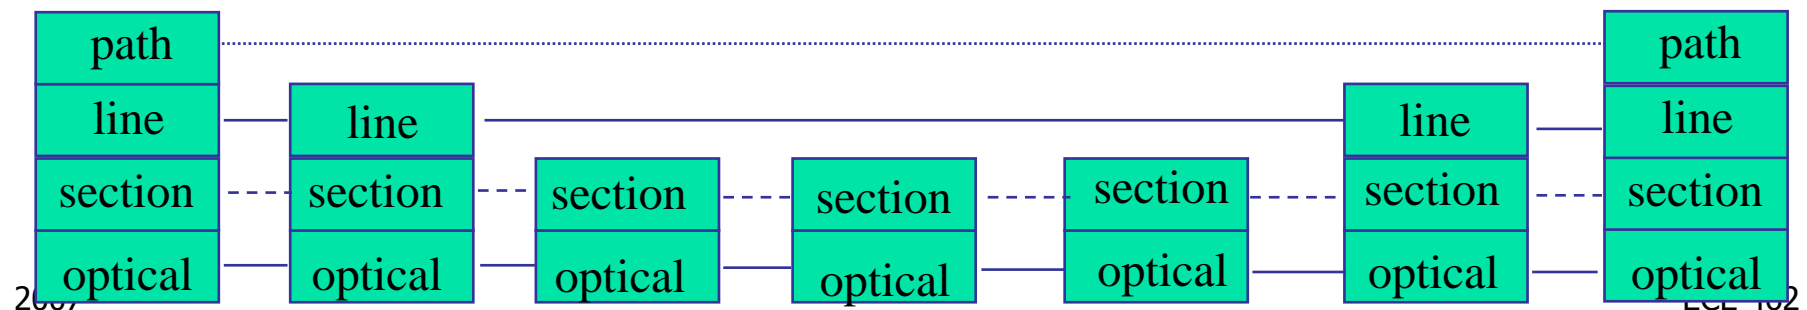 path path
line line line line
section section section section section section section
optical optical optical optical optical optical optical